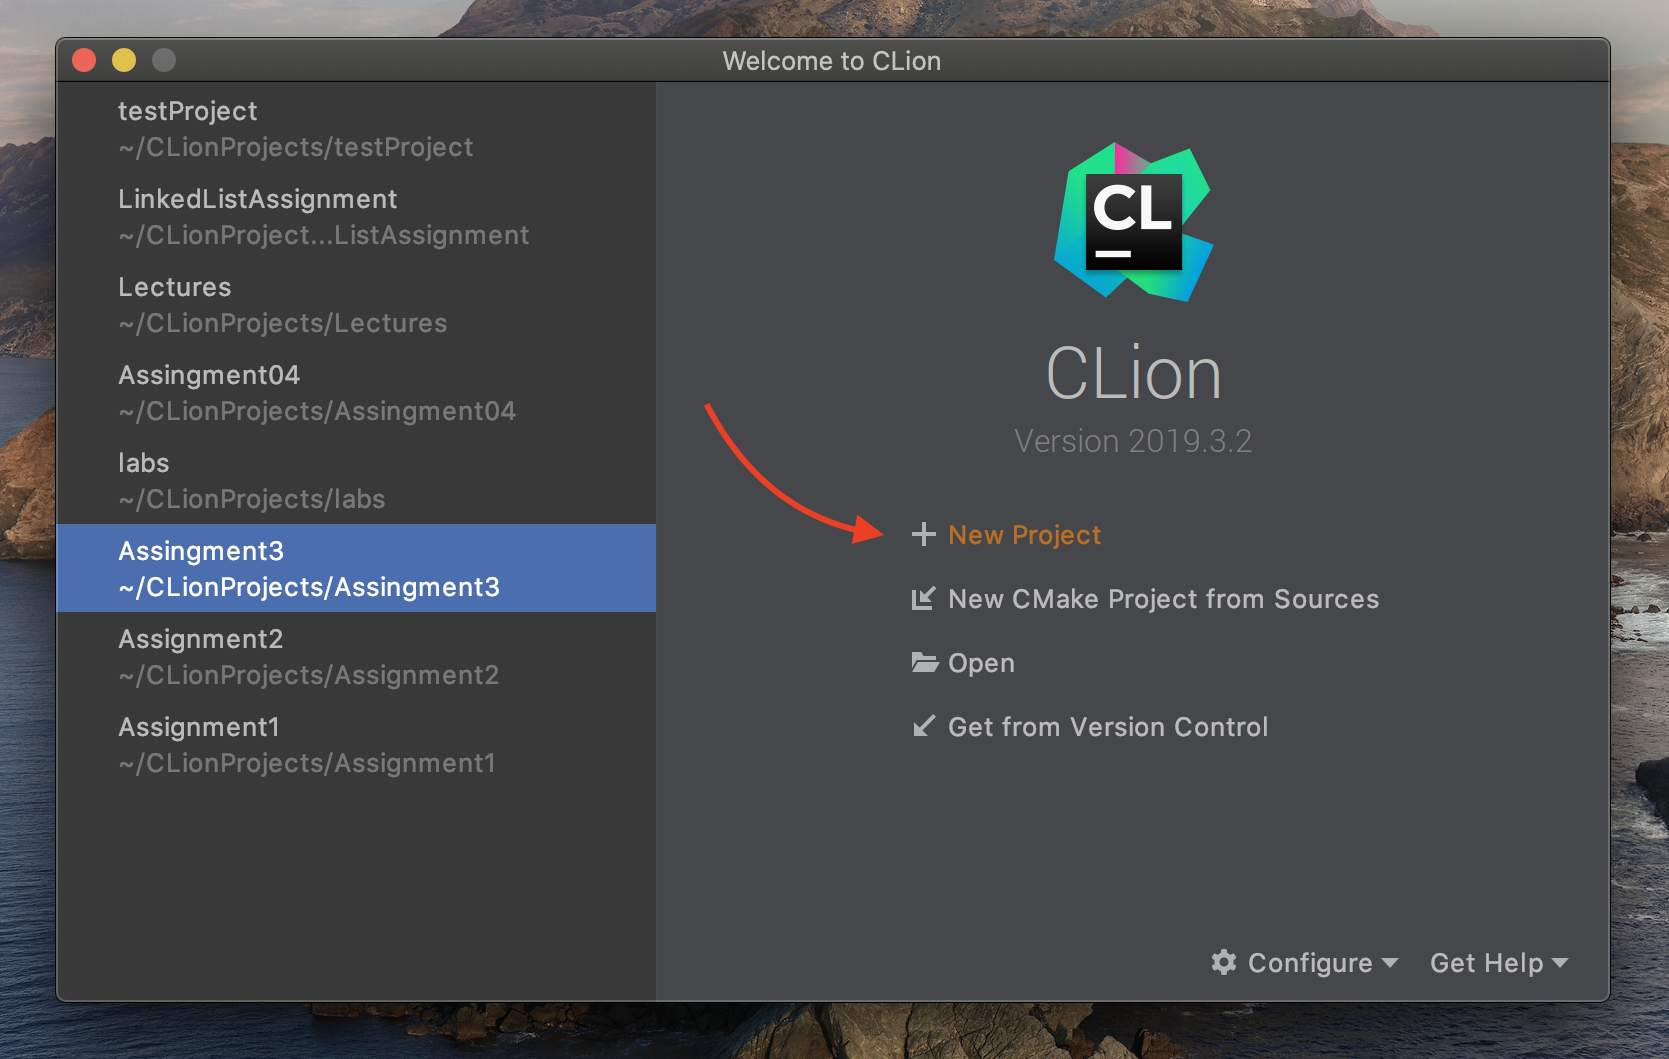 Welcome to CLion
testProject
~/CLionProjects/testProject
LinkedListAssignment
~/CLionProject...ListAssignment
Lectures
~/CLionProjects/Lectures
Assingment04
~/CLionProjects/Assingment04
labs
~/CLionProjects/labs
Assingment3
~/CLionProjects/Assingment3
Assignment2
~/CLionProjects/Assignment2
Assignment1
~/CLionProjects/Assignment1
CL
CLion
Version 2019.3.2
New Project
New CMake Project from Sources
Open
Get from Version Control
Configure
Get Help